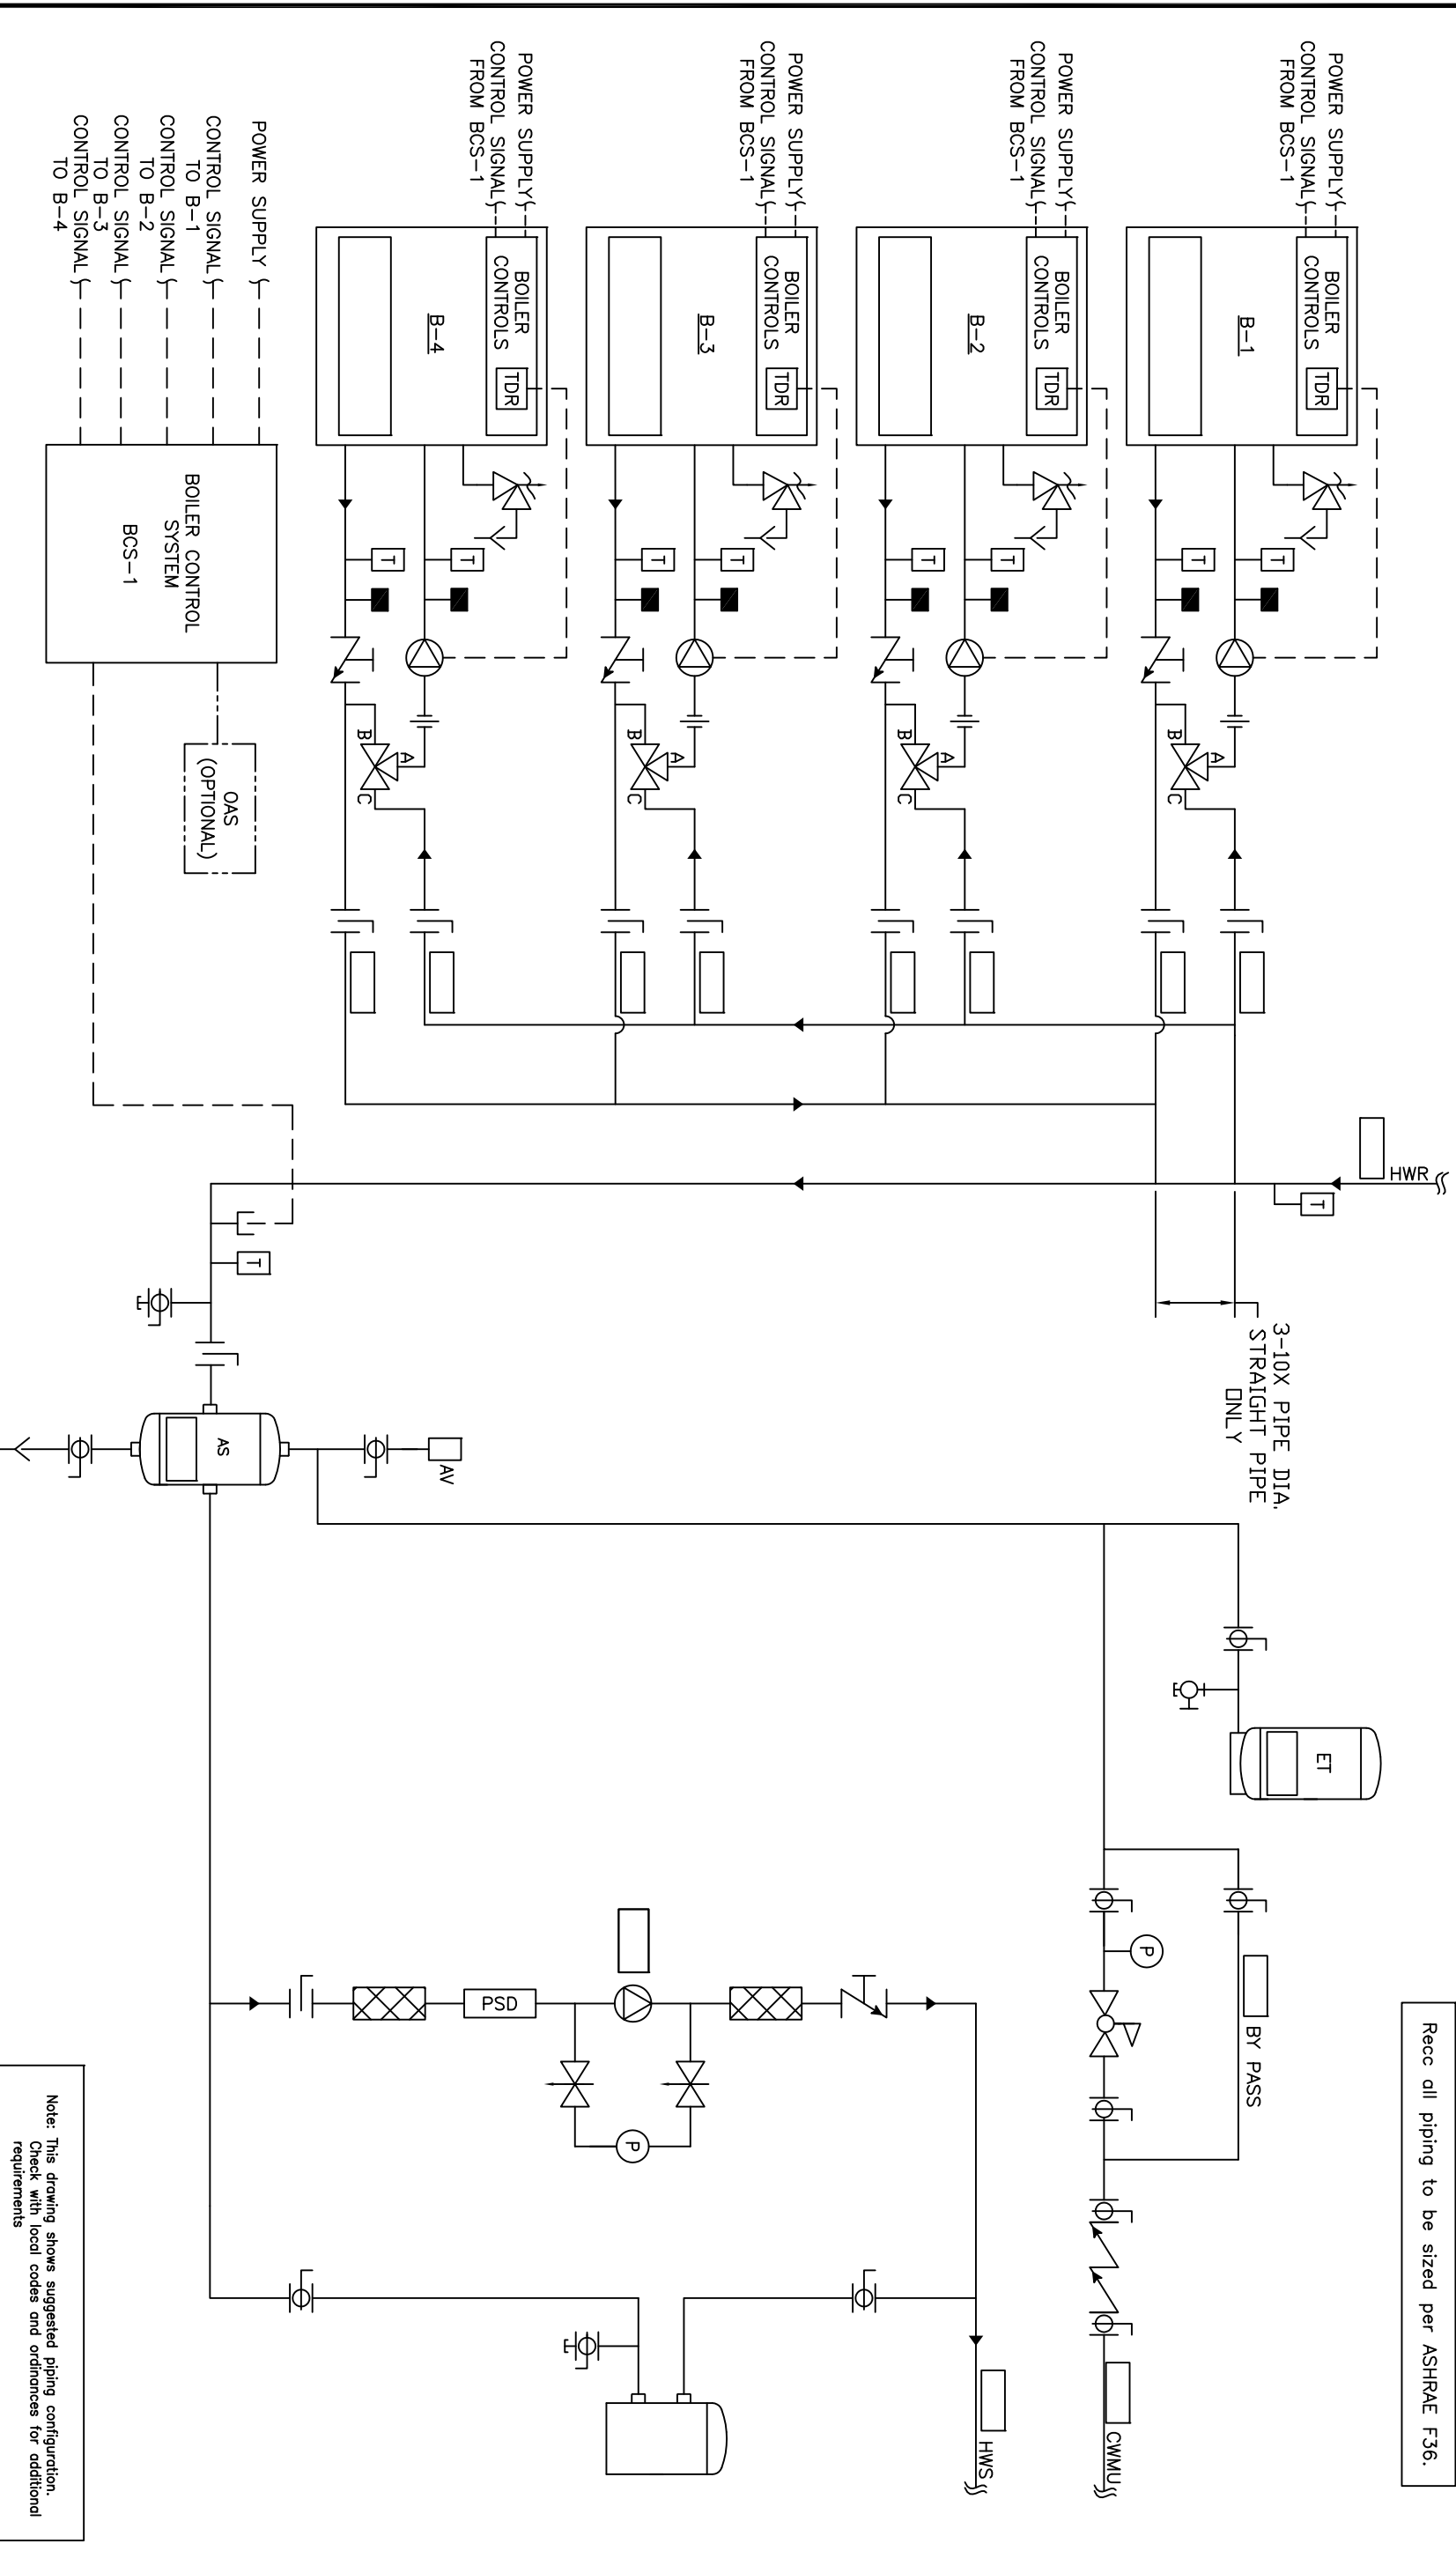 Recc all piping to be sized per ASHRAE F36.
POWER SUPPLY
CONTROL SIGNAL
FROM BCS-1
BOILER
CONTROLS
TDR
B-1
T
T
A
B
C
POWER SUPPLY
CONTROL SIGNAL
FROM BCS-1
BOILER
CONTROLS
TDR
B-2
T
T
A
B
C
POWER SUPPLY
CONTROL SIGNAL
FROM BCS-1
BOILER
CONTROLS
TDR
B-3
T
T
A
B
C
POWER SUPPLY
CONTROL SIGNAL
FROM BCS-1
BOILER
CONTROLS
TDR
B-4
T
T
A
B
C
POWER SUPPLY
CONTROL SIGNAL
TO B-1
CONTROL SIGNAL
TO B-2
CONTROL SIGNAL
TO B-3
CONTROL SIGNAL
TO B-4
BOILER CONTROL
SYSTEM
BCS-1
OAS
(OPTIONAL)
HWR
T
3-10X PIPE DIA.
STRAIGHT PIPE
ONLY
T
AS
AV
ET
P
BY PASS
CWMU
PSD
P
HWS
Note: This drawing shows suggested piping configuration.
Check with local codes and ordinances for additional
requirements